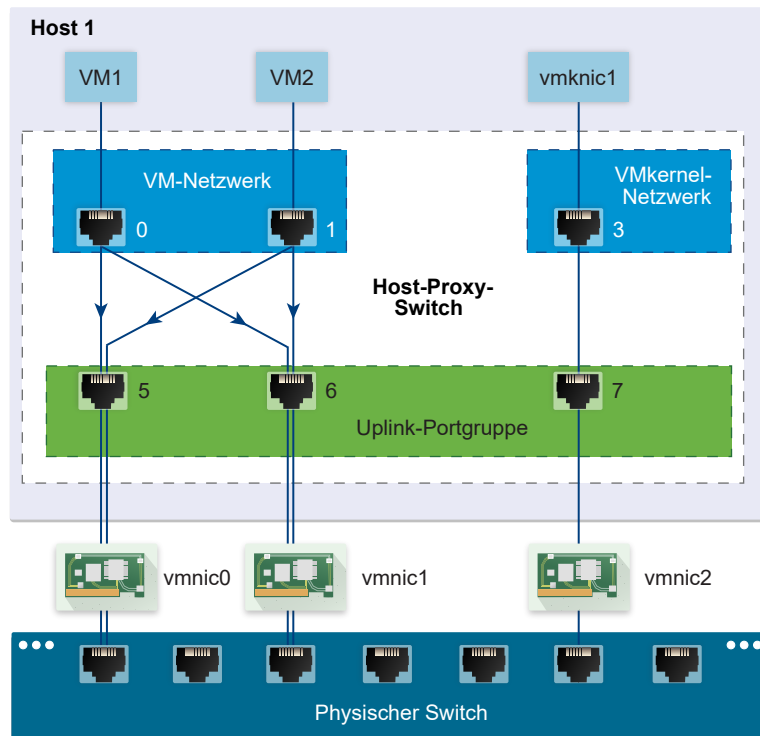 Host 1
VM1
VM2
vmknic1
VM-Netzwerk
VMkernel-
Netzwerk
0
1
3
Host-Proxy-
Switch
5
6
7
Uplink-Portgruppe
vmnic0
vmnic1
vmnic2
Physischer Switch